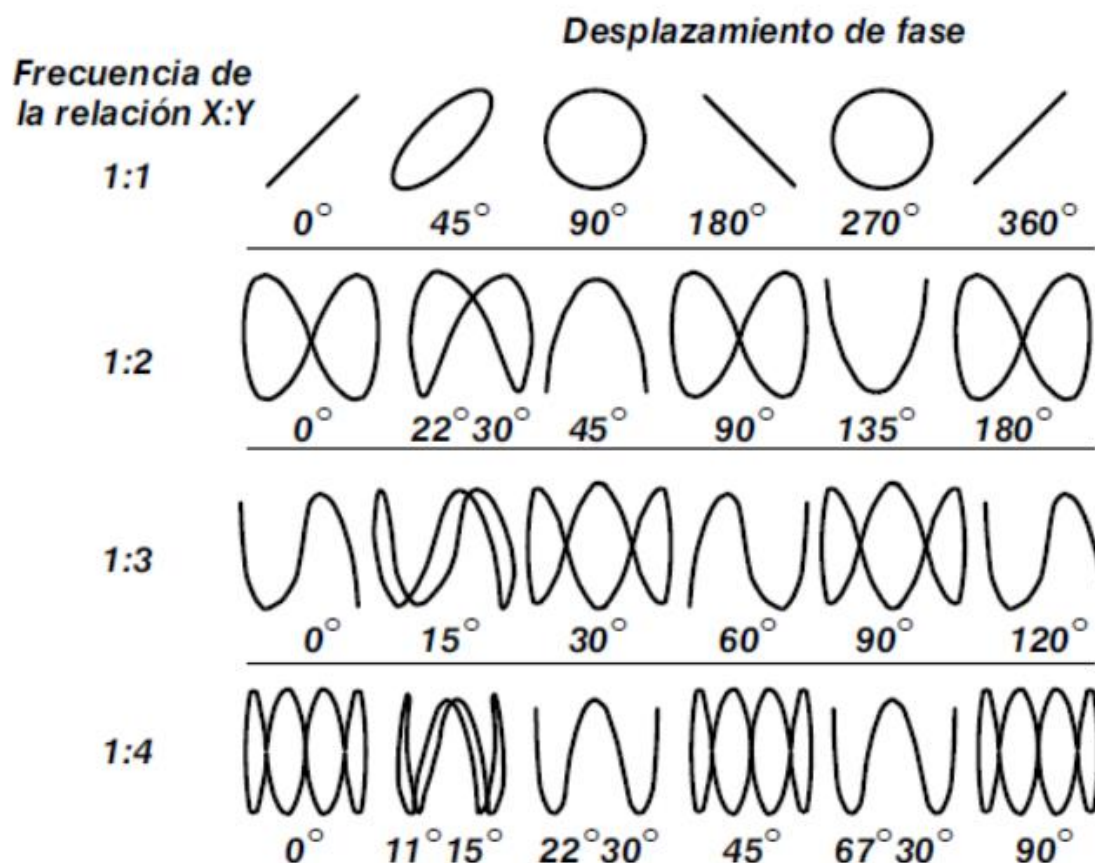 Desplazamiento de fase
Frecuencia de
la relación X:Y
1:1
0° 45° 90° 180° 270° 360°
1:2
0° 22°30° 45° 90° 135° 180°
1:3
0° 15° 30° 60° 90° 120°
1:4
0° 11°15° 22°30° 45° 67°30° 90°